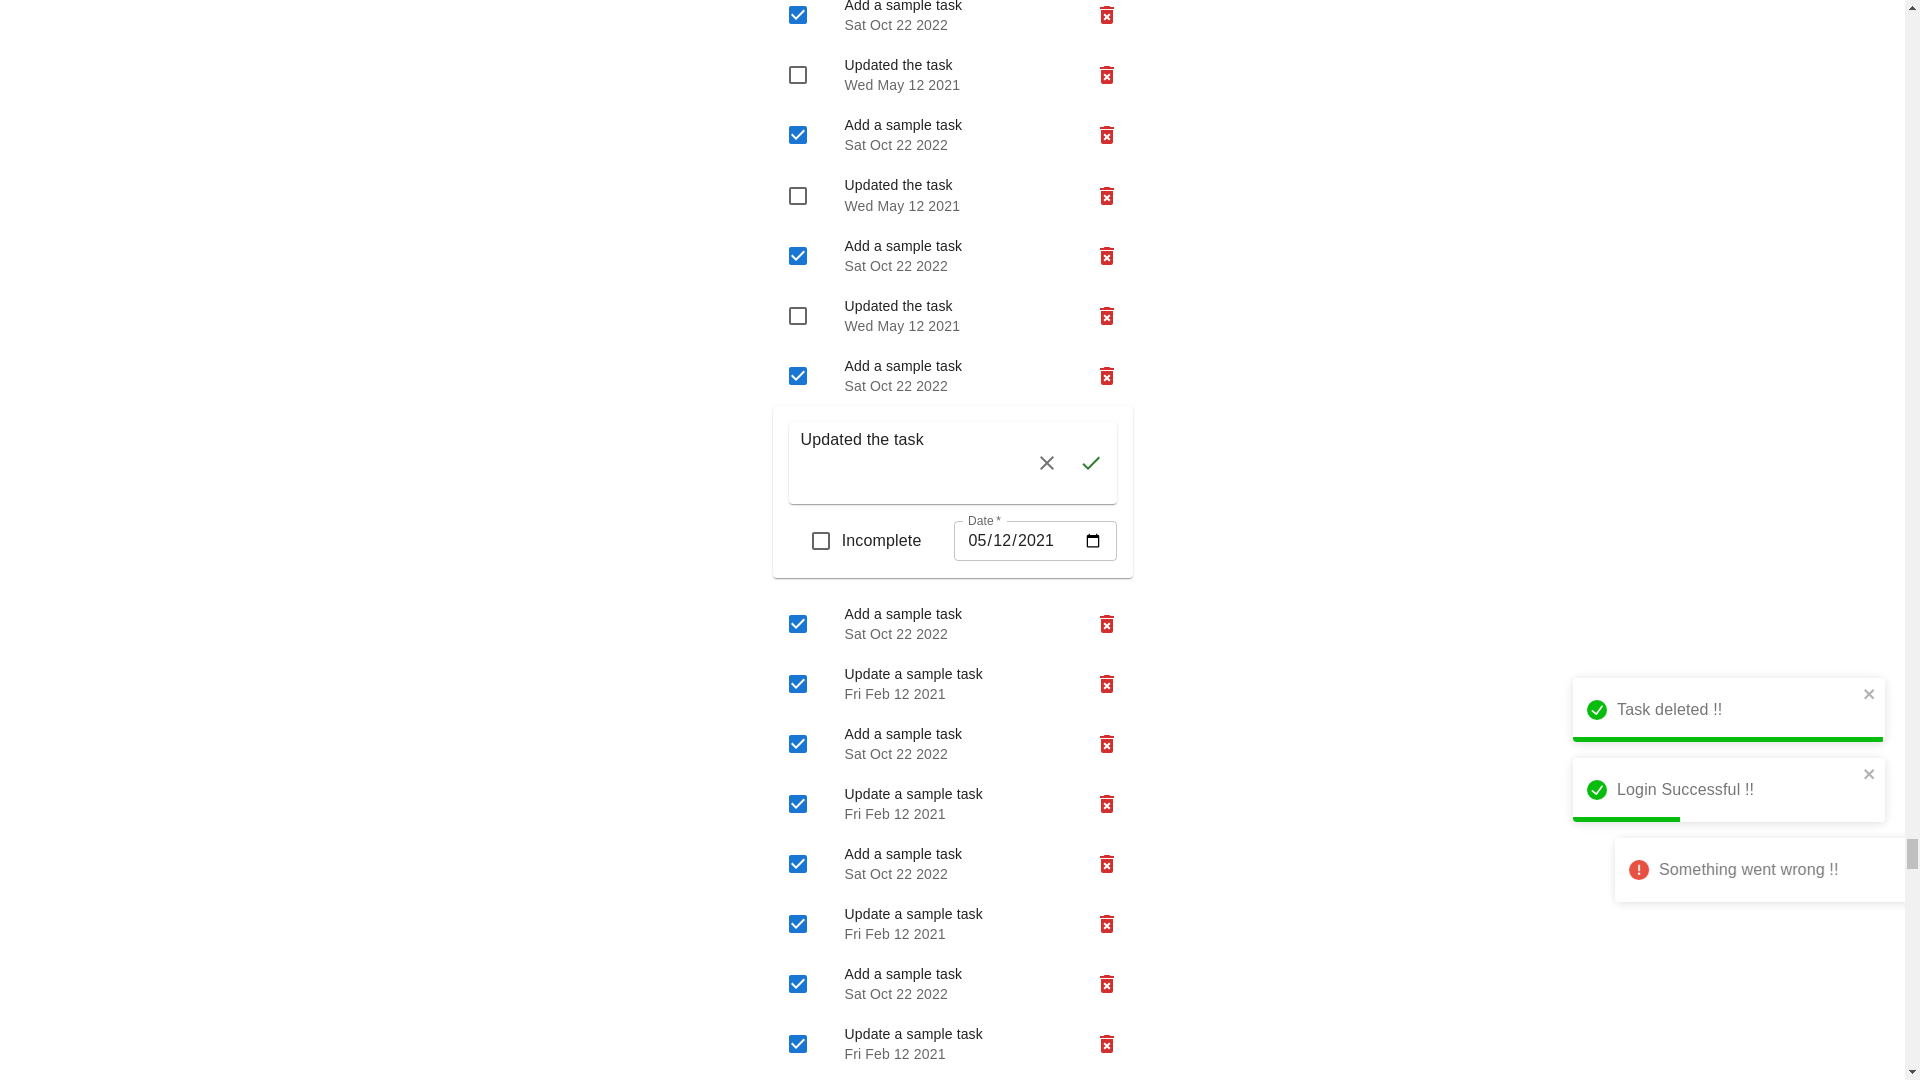 Add a sample task
Sat Oct 22 2022
Updated the task
Wed May 12 2021
Add a sample task
Sat Oct 22 2022
Updated the task
Wed May 12 2021
Add a sample task
Sat Oct 22 2022
Updated the task
Wed May 12 2021
Add a sample task
Sat Oct 22 2022
Updated the task
Incomplete
Date *
05/12/2021
Add a sample task
Sat Oct 22 2022
Update a sample task
Fri Feb 12 2021
Add a sample task
Sat Oct 22 2022
Update a sample task
Fri Feb 12 2021
Add a sample task
Sat Oct 22 2022
Update a sample task
Fri Feb 12 2021
Add a sample task
Sat Oct 22 2022
Update a sample task
Fri Feb 12 2021
Task deleted !!
Login Successful !!
Something went wrong !!